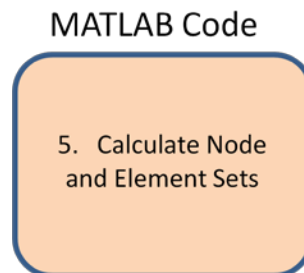 MATLAB Code
5. Calculate Node
and Element Sets